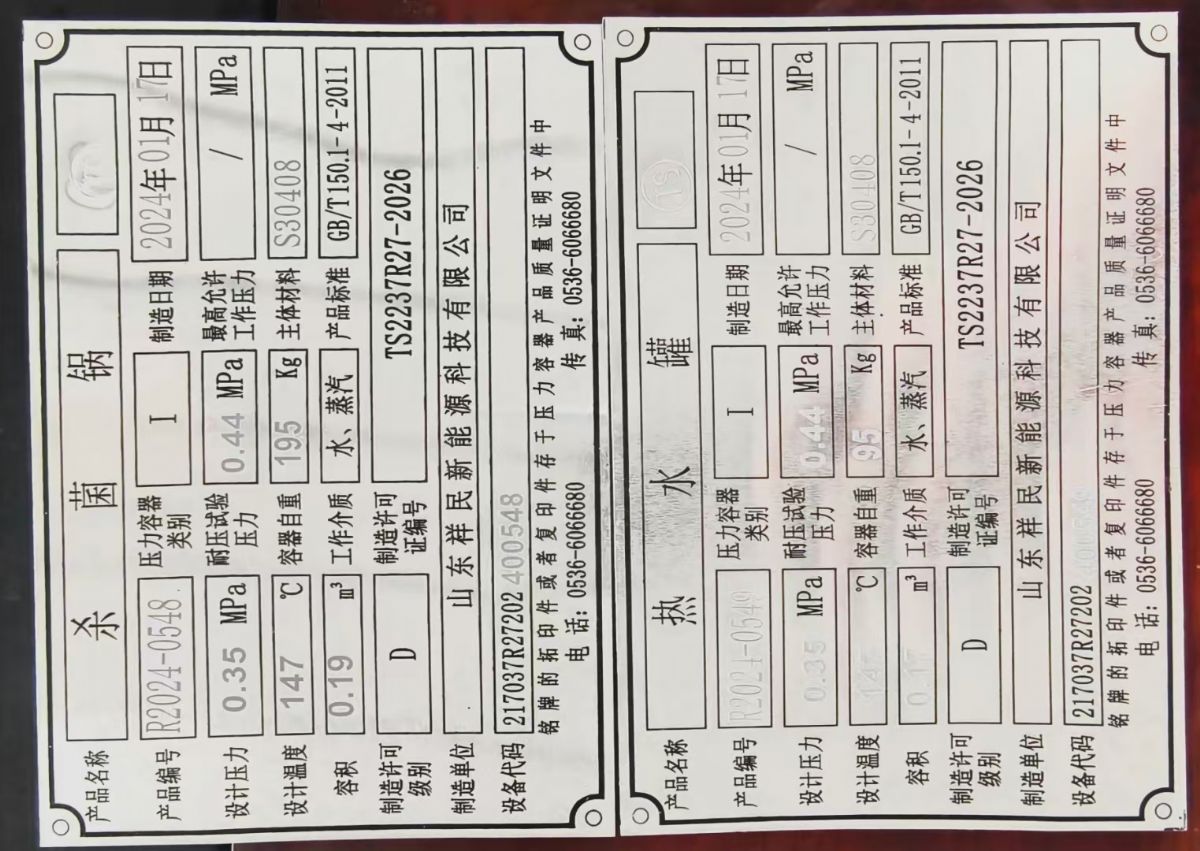 产品名称 杀菌锅
产品编号 R2024-0548 压力容器类别 I 制造日期 2024年01月17日
设计压力 0.35 MPa 耐压试验压力 0.44 MPa 最高允许工作压力 / MPa
设计温度 147 ℃ 容器自重 195 Kg 主体材料 S30408
容积 0.19 m³ 工作介质 水、蒸汽 产品标准 GB/T150.1-4-2011
制造许可级别 D 制造许可证编号 TS2237R27-2026
制造单位 山东祥民新能源科技有限公司
设备代码 217037R27202400548
铭牌的拓印件或者复印件存于压力容器产品质量证明文件中
电话: 0536-6066680 传真: 0536-6066680
产品名称 热水罐 TS
产品编号 R2024-0549 压力容器类别 I 制造日期 2024年01月17日
设计压力 0.35 MPa 耐压试验压力 0.44 MPa 最高允许工作压力 / MPa
设计温度 ℃ 容器自重 95 Kg 主体材料 S30408
容积 m³ 工作介质 水、蒸汽 产品标准 GB/T150.1-4-2011
制造许可级别 D 制造许可证编号 TS2237R27-2026
制造单位 山东祥民新能源科技有限公司
设备代码 217037R27202
铭牌的拓印件或者复印件存于压力容器产品质量证明文件中
电话: 0536-6066680 传真: 0536-6066680